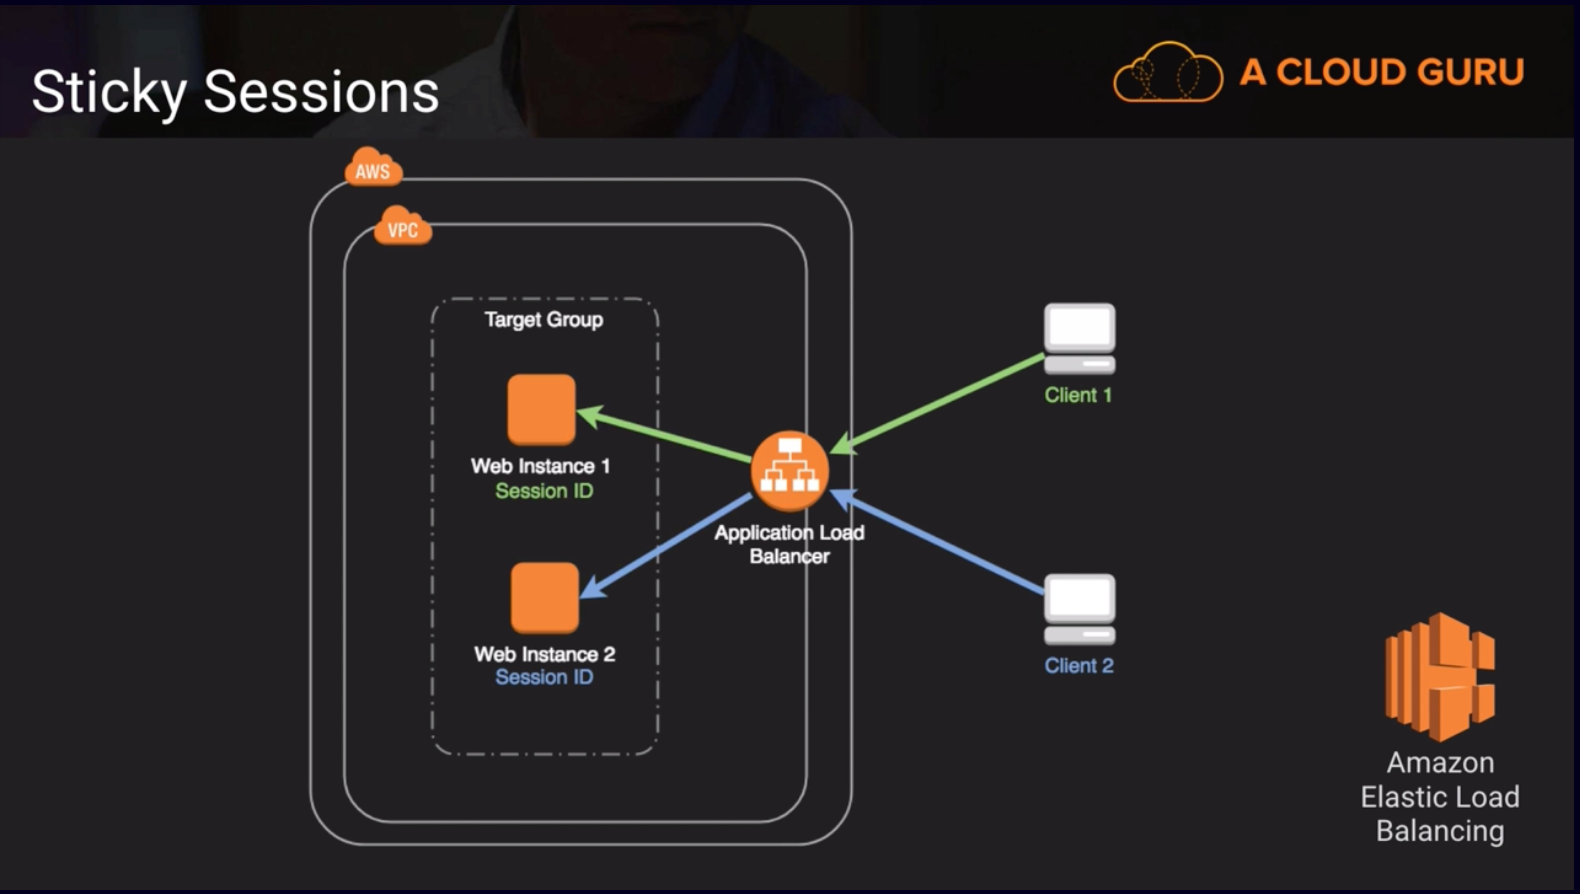 Sticky Sessions
A CLOUD GURU
AWS
VPC
Target Group
Web Instance 1
Session ID
Web Instance 2
Session ID
Application Load
Balancer
Client 1
Client 2
Amazon
Elastic Load
Balancing